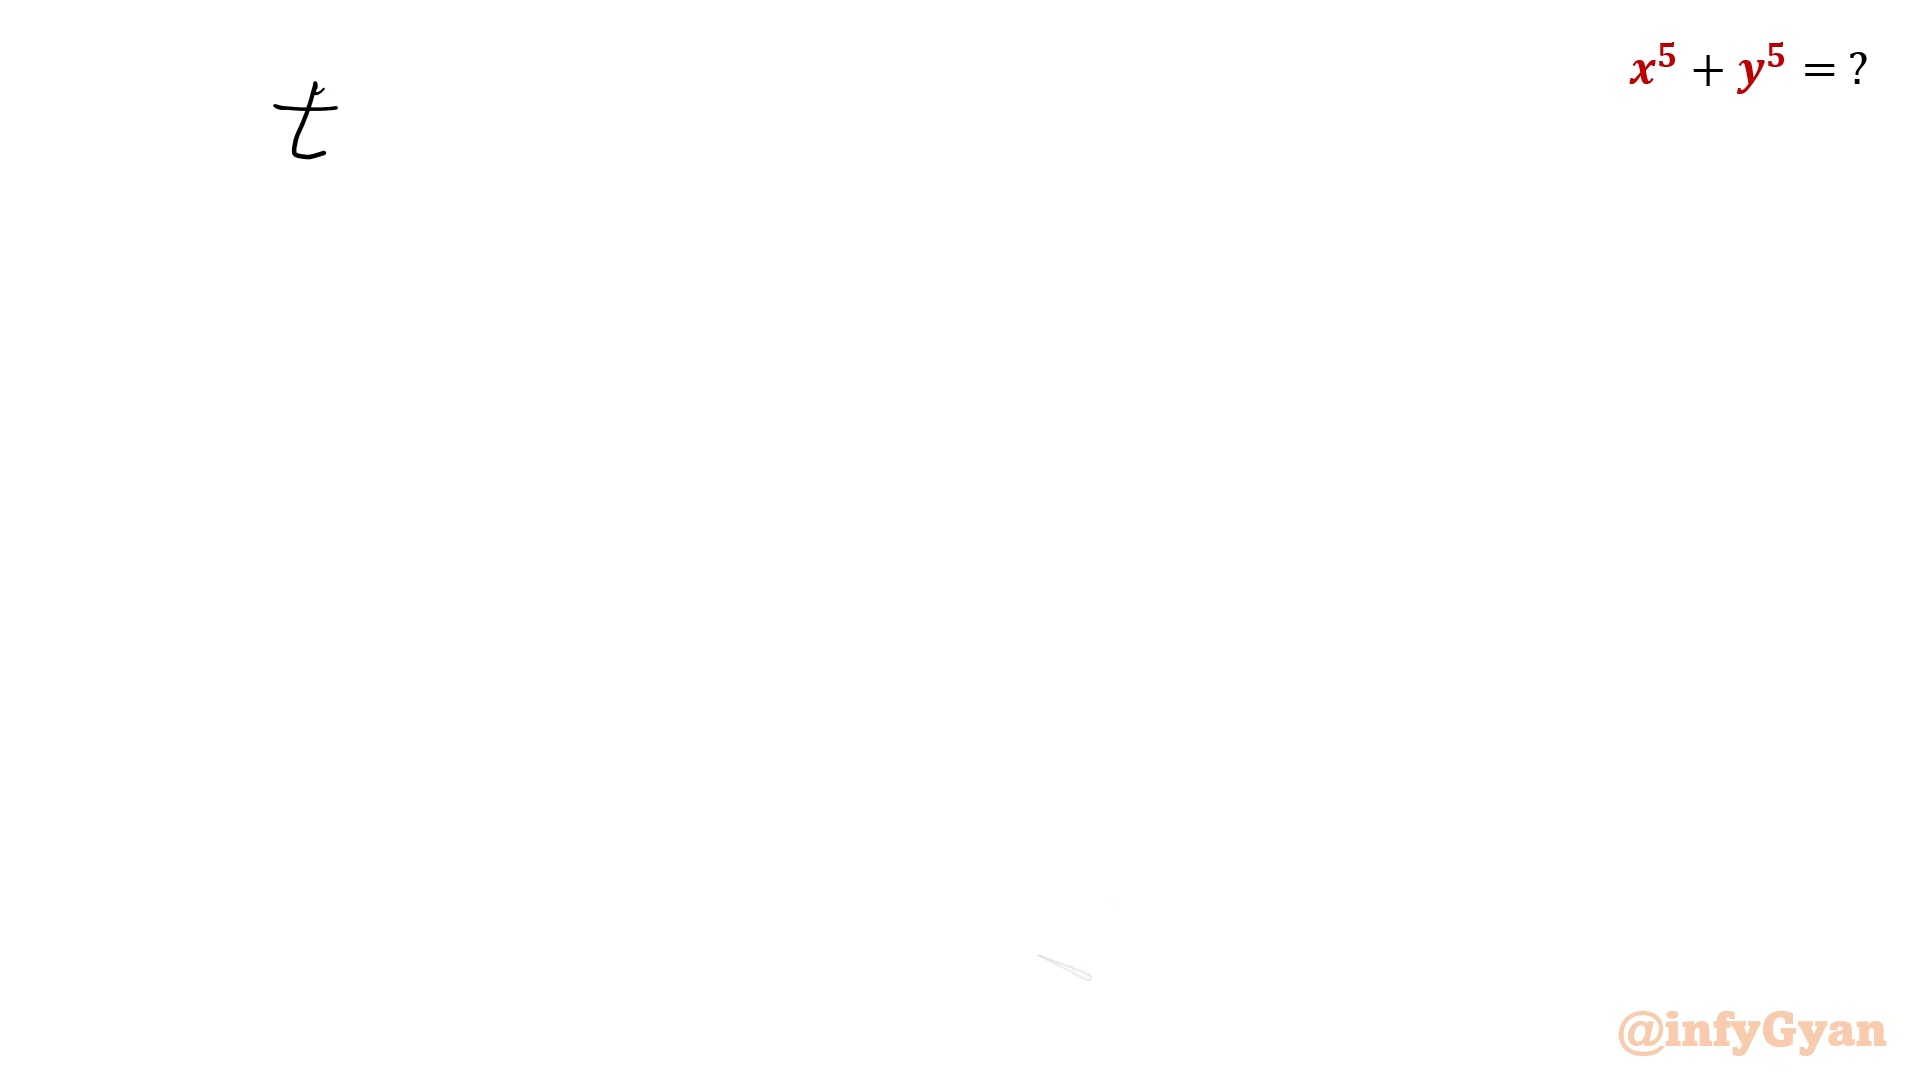 x⁵ + y⁵ = ?
t
@infyGyan